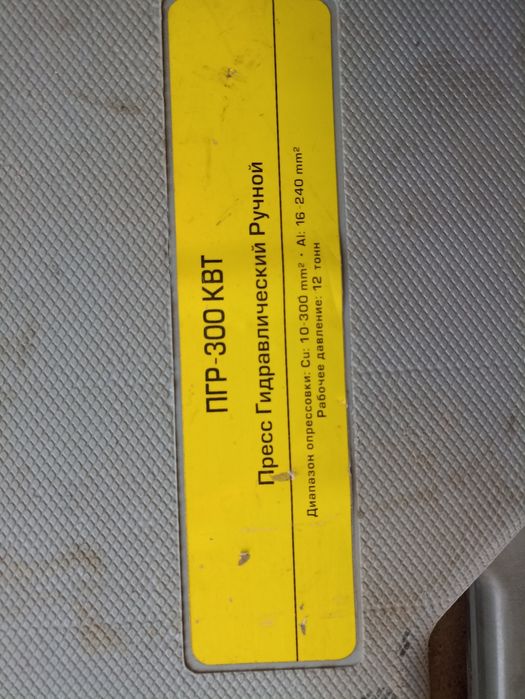 ПГР-300 КВТ
Пресс Гидравлический Ручной
Диапазон опрессовки: Cu: 10-300 mm² · Al: 16-240 mm²
Рабочее давление: 12 тонн